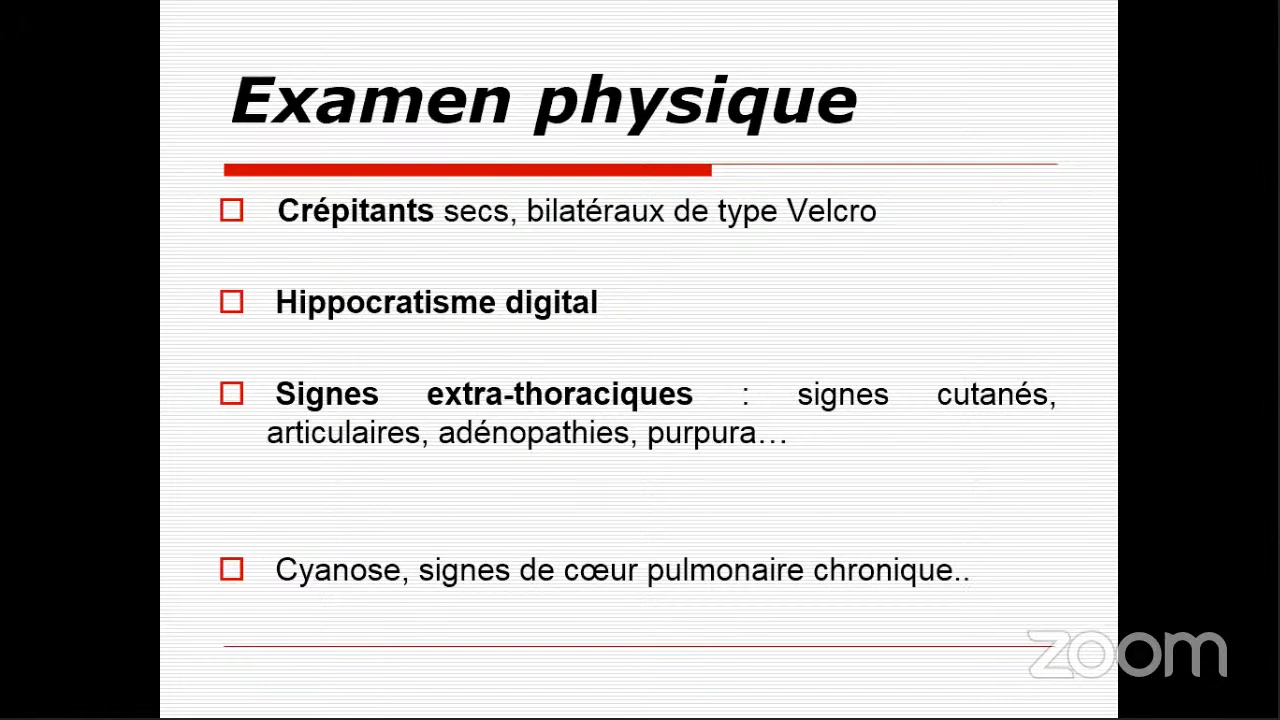 Examen physique
Crépitants secs, bilatéraux de type Velcro
Hippocratisme digital
Signes extra-thoraciques : signes cutanés,
articulaires, adénopathies, purpura…
Cyanose, signes de cœur pulmonaire chronique..
zoom